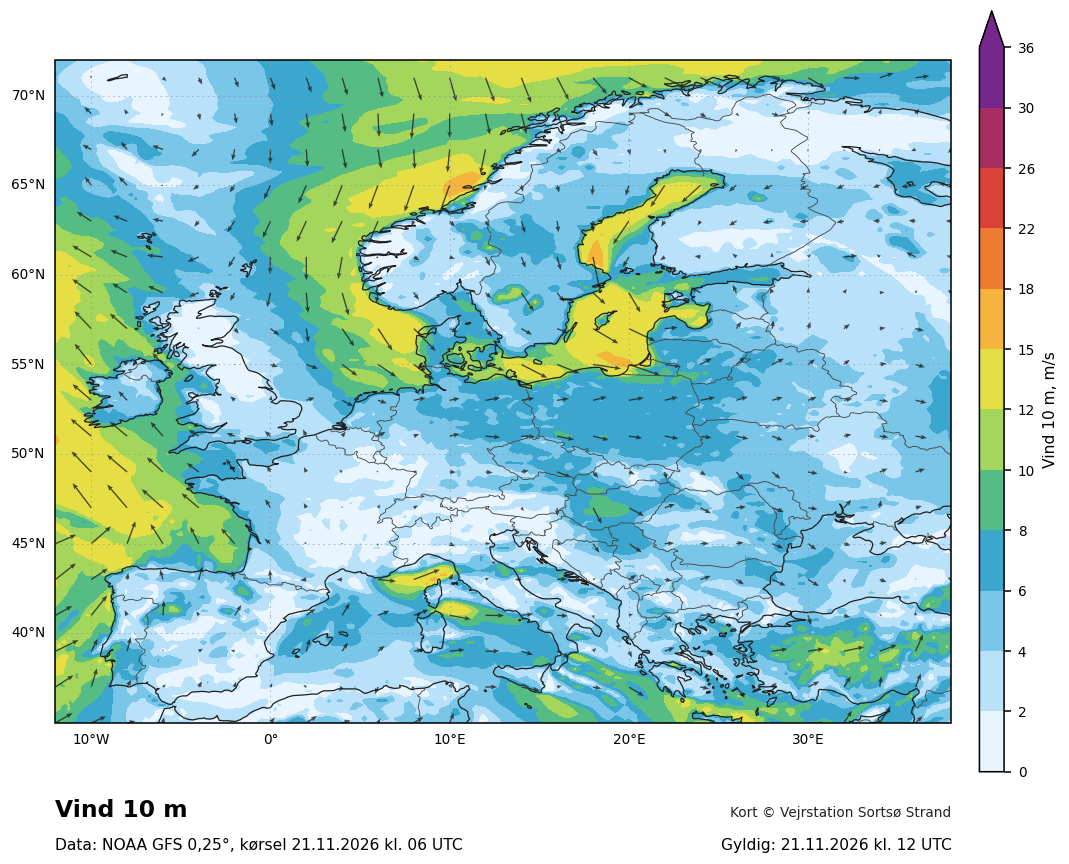 36
30
26
22
18
15
12
10
8
6
4
2
0
Vind 10 m, m/s
70°N
65°N
60°N
55°N
50°N
45°N
40°N
10°W
0°
10°E
20°E
30°E
Vind 10 m
Kort © Vejrstation Sortsø Strand
Data: NOAA GFS 0,25°, kørsel 21.11.2026 kl. 06 UTC
Gyldig: 21.11.2026 kl. 12 UTC